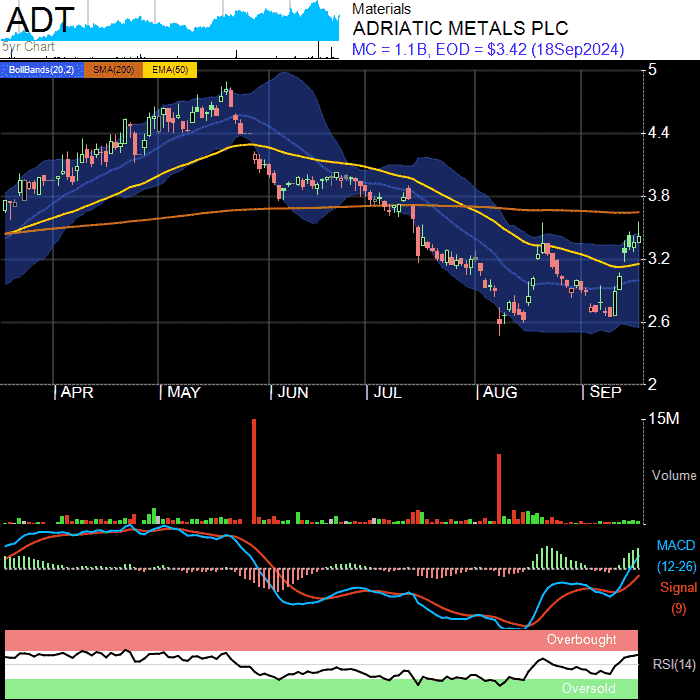 ADT
5yr Chart
Materials
ADRIATIC METALS PLC
MC = 1.1B, EOD = $3.42 (18Sep2024)
BollBands(20,2) SMA(200) EMA(50)
5
4.4
3.8
3.2
2.6
2
APR MAY JUN JUL AUG SEP
15M
Volume
MACD
(12-26)
Signal
(9)
Overbought
RSI(14)
Oversold